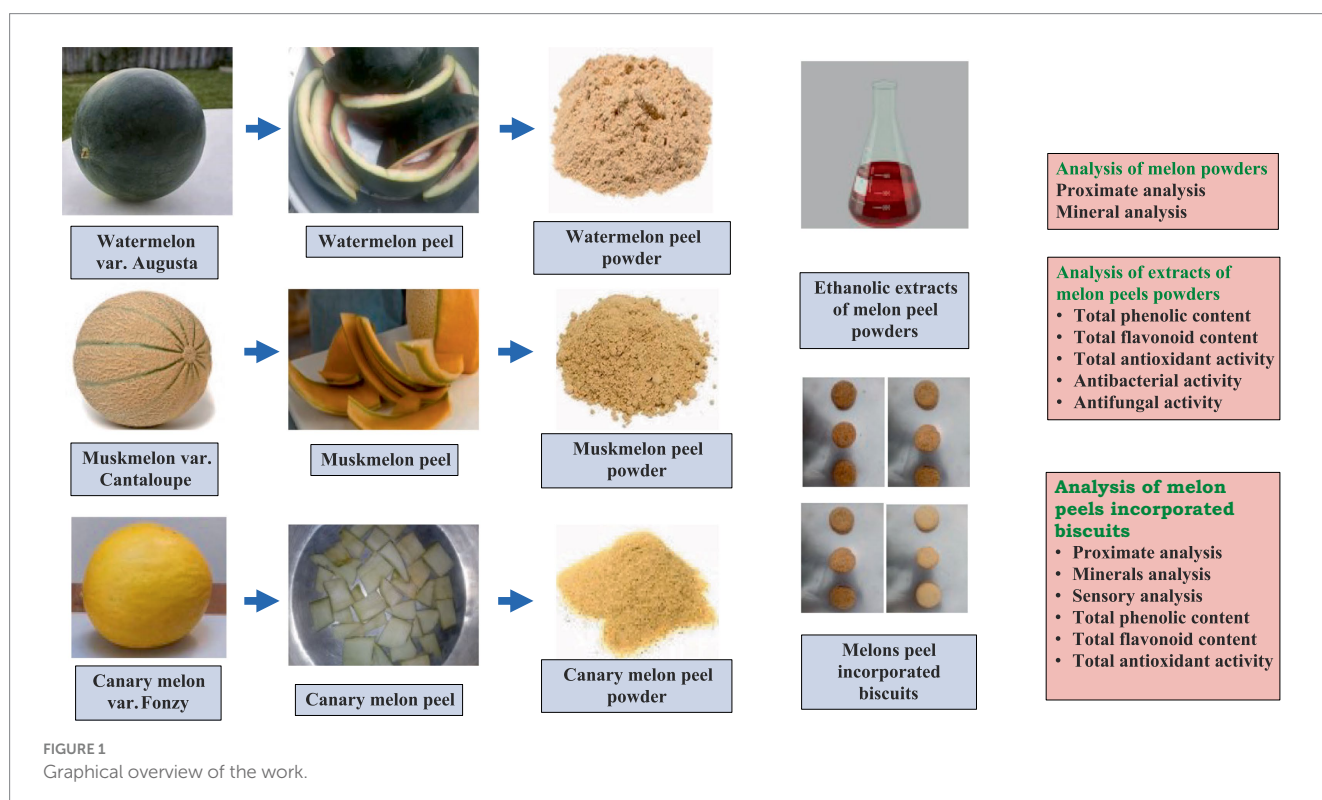 Watermelon
var. Augusta
Watermelon peel
Watermelon peel
powder
Muskmelon var.
Cantaloupe
Muskmelon peel
Muskmelon peel
powder
Canary melon
var. Fonzy
Canary melon peel
Canary melon peel
powder
Ethanolic extracts
of melon peel
powders
Melons peel
incorporated
biscuits
Analysis of melon powders
Proximate analysis
Mineral analysis
Analysis of extracts of
melon peels powders
• Total phenolic content
• Total flavonoid content
• Total antioxidant activity
• Antibacterial activity
• Antifungal activity
Analysis of melon
peels incorporated
biscuits
• Proximate analysis
• Minerals analysis
• Sensory analysis
• Total phenolic content
• Total flavonoid content
• Total antioxidant activity
FIGURE 1
Graphical overview of the work.